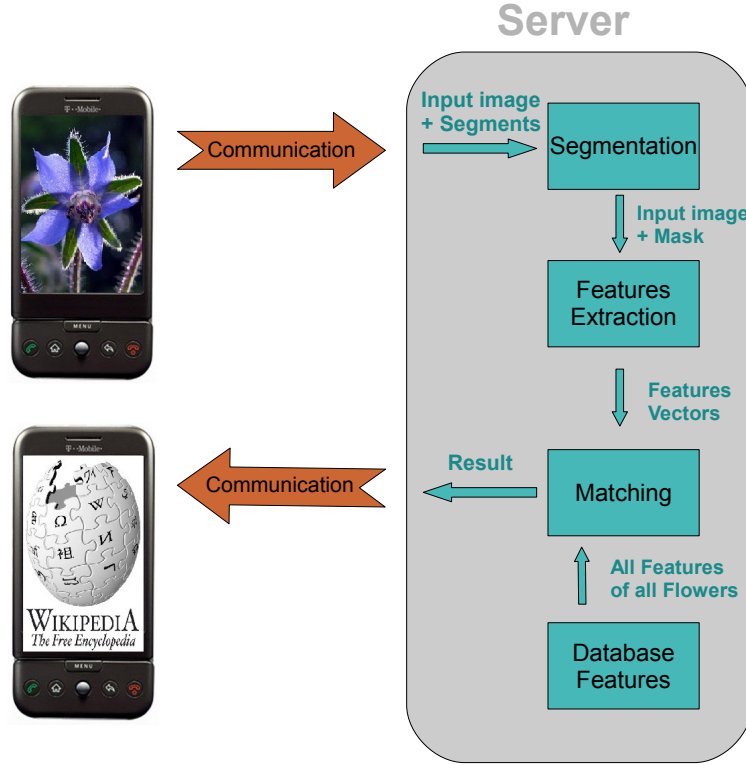 Server
T··Mobile·
MENU
Communication
Input image
+ Segments
Segmentation
Input image
+ Mask
Features
Extraction
Features
Vectors
Matching
Result
Communication
All Features
of all Flowers
Database
Features
T··Mobile·
Ω
W
祖
И
WIKIPEDIA
The Free Encyclopedia
MENU